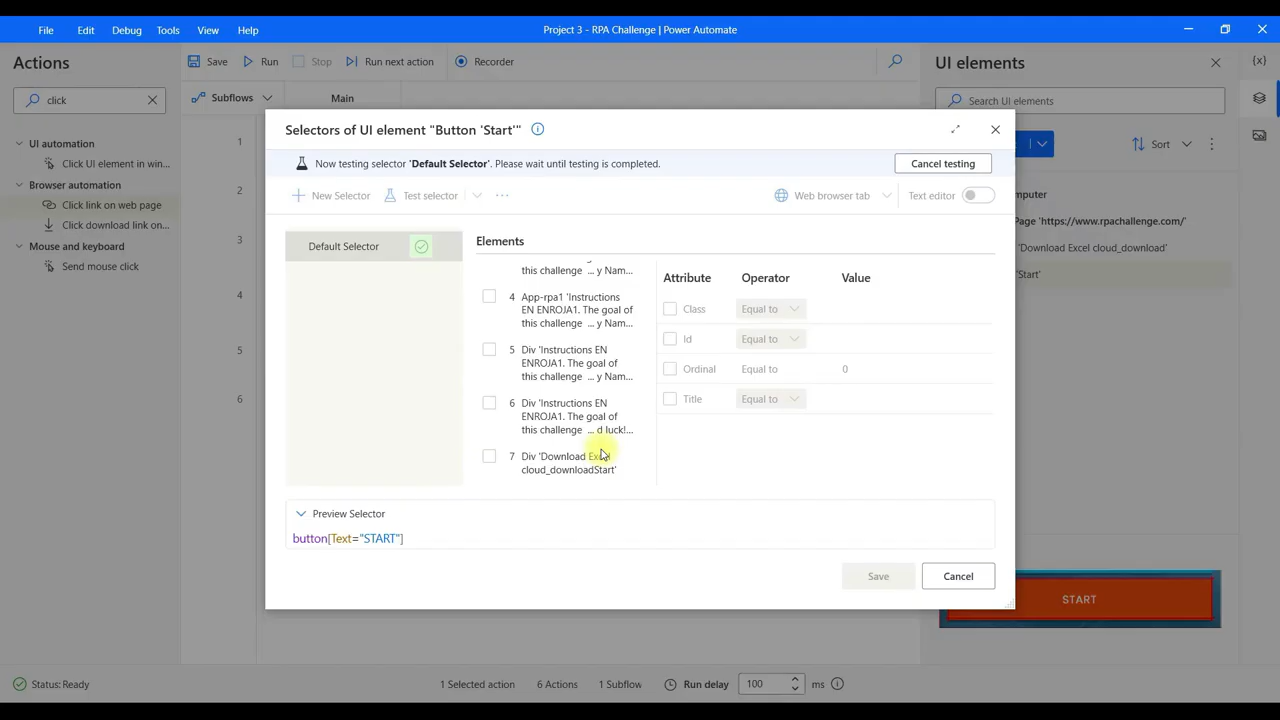 File Edit Debug Tools View Help
Project 3 - RPA Challenge | Power Automate
Actions
Save Run Stop Run next action Recorder
UI elements
{x}
click
Subflows Main
Search UI elements
Sort
UI automation
Click UI element in win...
Browser automation
Click link on web page
Click download link on...
Mouse and keyboard
Send mouse click
1
2
3
4
5
6
Selectors of UI element "Button 'Start'"
Now testing selector 'Default Selector'. Please wait until testing is completed.
Cancel testing
New Selector Test selector ...
Web browser tab Text editor
Default Selector
Elements
this challenge ... y Nam...
4 App-rpa1 'Instructions
EN ENROJA1. The goal of
this challenge ... y Nam...
5 Div 'Instructions EN
ENROJA1. The goal of
this challenge ... y Nam...
6 Div 'Instructions EN
ENROJA1. The goal of
this challenge ... d luck!...
7 Div 'Download Excel
cloud_downloadStart'
Attribute Operator Value
Class Equal to
Id Equal to
Ordinal Equal to 0
Title Equal to
Preview Selector
button[Text="START"]
Save Cancel
mputer
Page 'https://www.rpachallenge.com/'
'Download Excel cloud_download'
'Start'
START
Status: Ready
1 Selected action 6 Actions 1 Subflow Run delay 100 ms